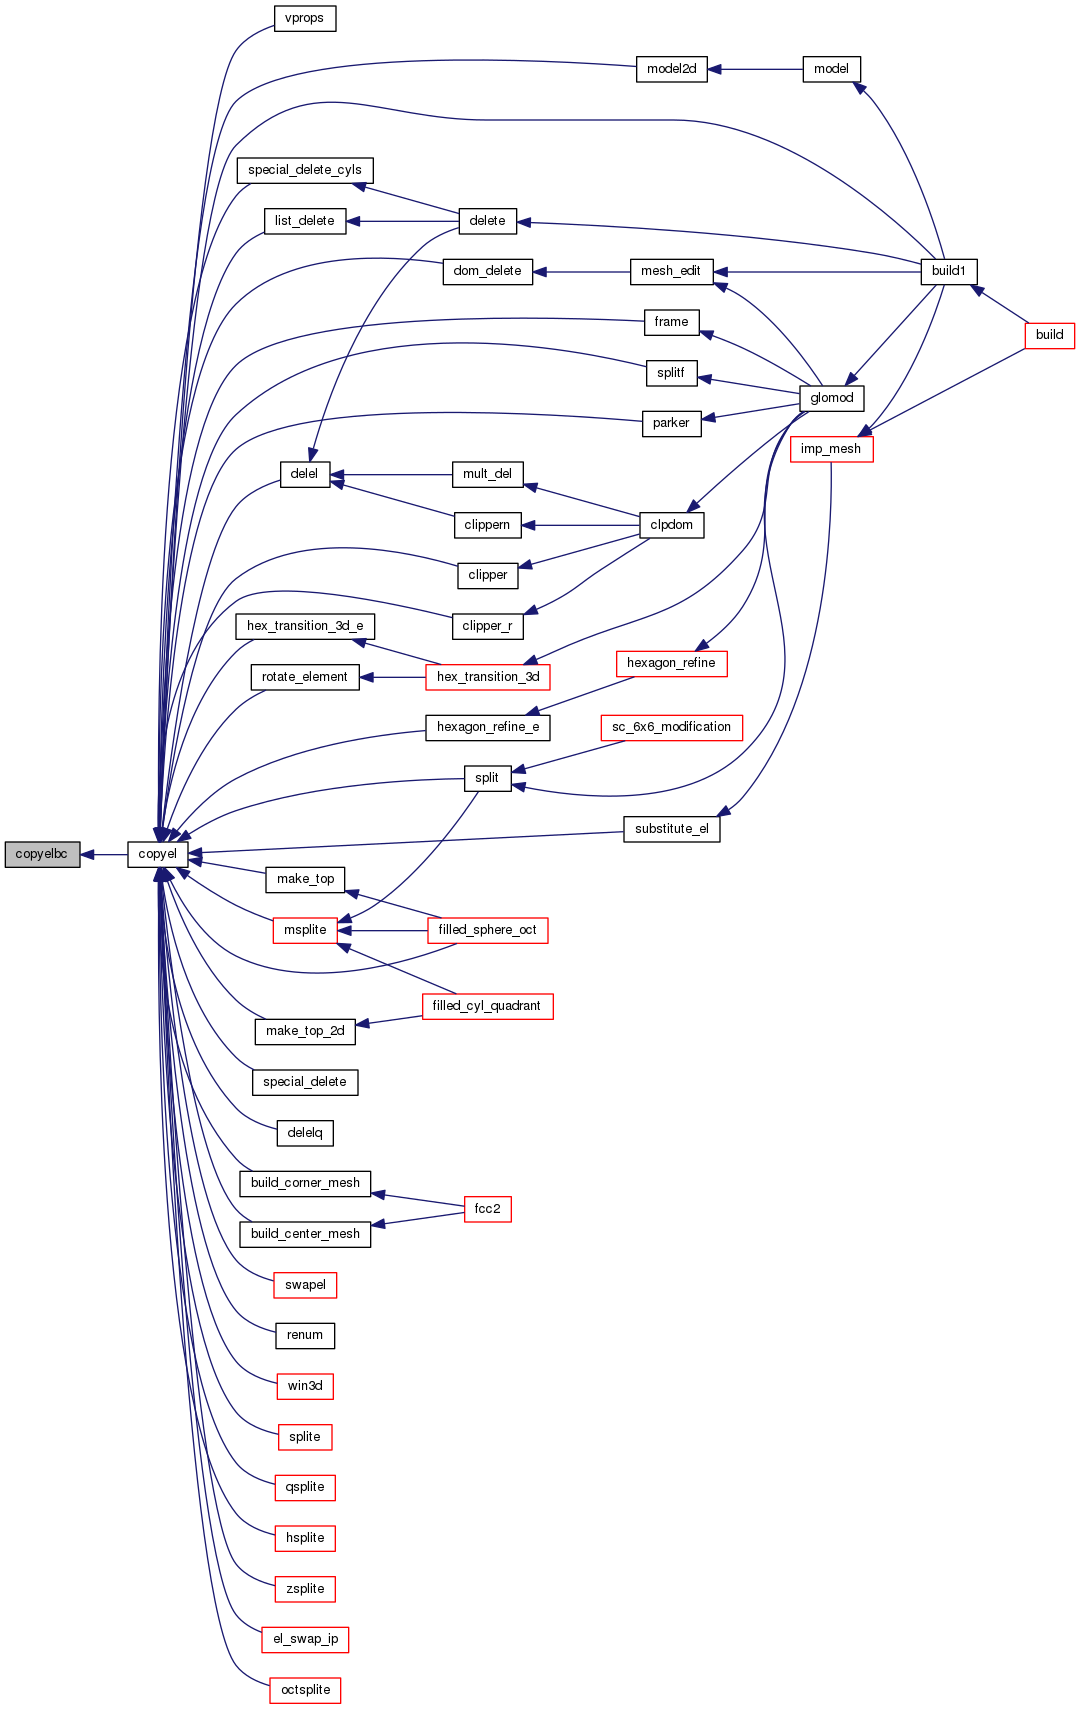 vprops
model2d
model
special_delete_cyls
list_delete
delete
dom_delete
mesh_edit
build1
frame
build
splitf
glomod
parker
imp_mesh
delel
mult_del
clippern
clpdom
clipper
clipper_r
hex_transition_3d_e
hexagon_refine
rotate_element
hex_transition_3d
hexagon_refine_e
sc_6x6_modification
split
substitute_el
copyelbc
copyel
make_top
msplite
filled_sphere_oct
filled_cyl_quadrant
make_top_2d
special_delete
delelq
build_corner_mesh
fcc2
build_center_mesh
swapel
renum
win3d
splite
qsplite
hsplite
zsplite
el_swap_ip
octsplite